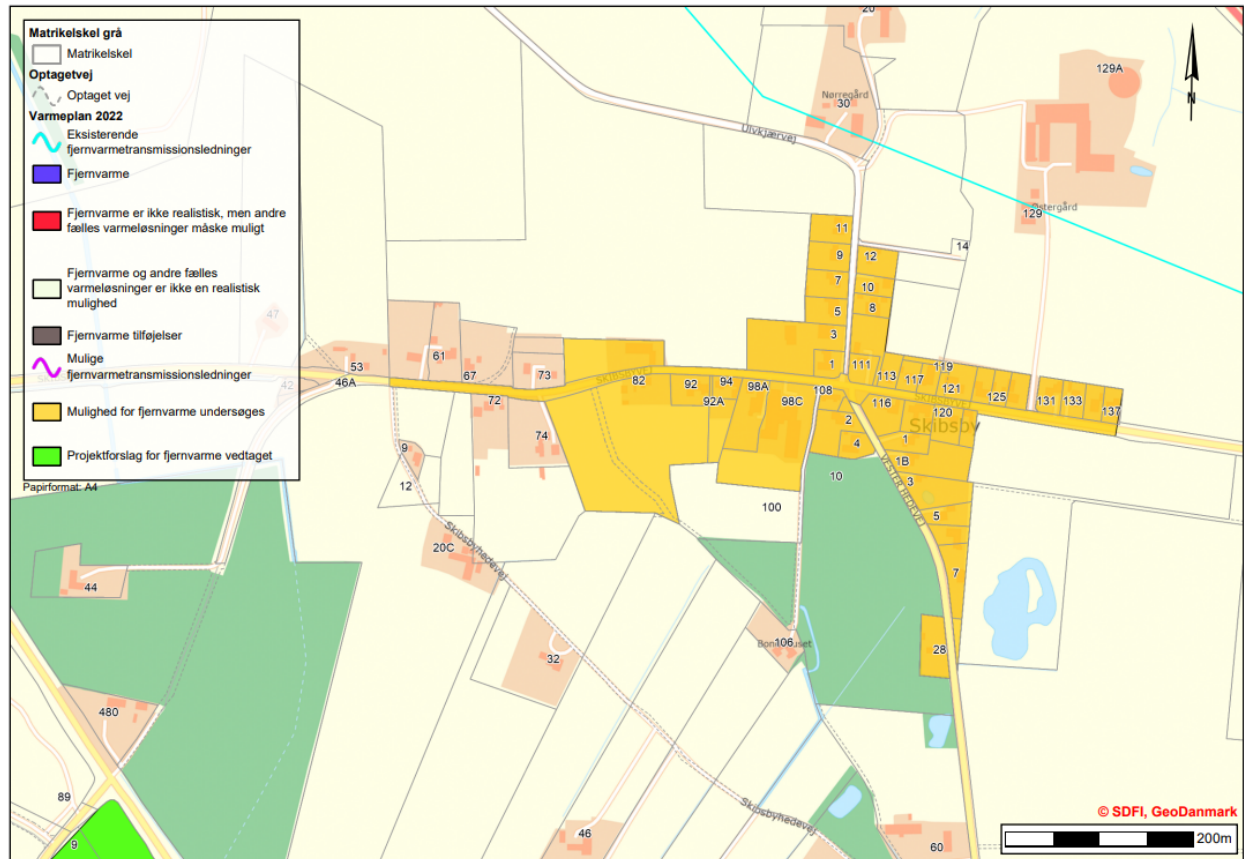 Matrikelskel grå
Matrikelskel
Optagetvej
Optaget vej
Varmeplan 2022
Eksisterende
fjernvarmetransmissionsledninger
Fjernvarme
Fjernvarme er ikke realistisk, men andre
fælles varmeløsninger måske muligt
Fjernvarme og andre fælles
varmeløsninger er ikke en realistisk
mulighed
Fjernvarme tilføjelser
Mulige
fjernvarmetransmissionsledninger
Mulighed for fjernvarme undersøges
Projektforslag for fjernvarme vedtaget
Papirformat: A4
20
129A
N
Nørregård
30
Ulvkjærvej
Østergård
129
11
14
9
12
7
10
8
5
3
47
53
61
67
73
1
111
113
117
119
121
125
131
133
137
42
46A
Skibsbyvej
82
92
94
98A
108
Skibsbyvej
72
92A
98C
116
120
2
Skibsby
74
4
1
9
1B
10
12
3
100
VESTER HEDEVEJ
5
Skibsbyhedevej
20C
7
44
106
28
32
480
89
Skibsbyhedevej
46
9
60
© SDFI, GeoDanmark
200m